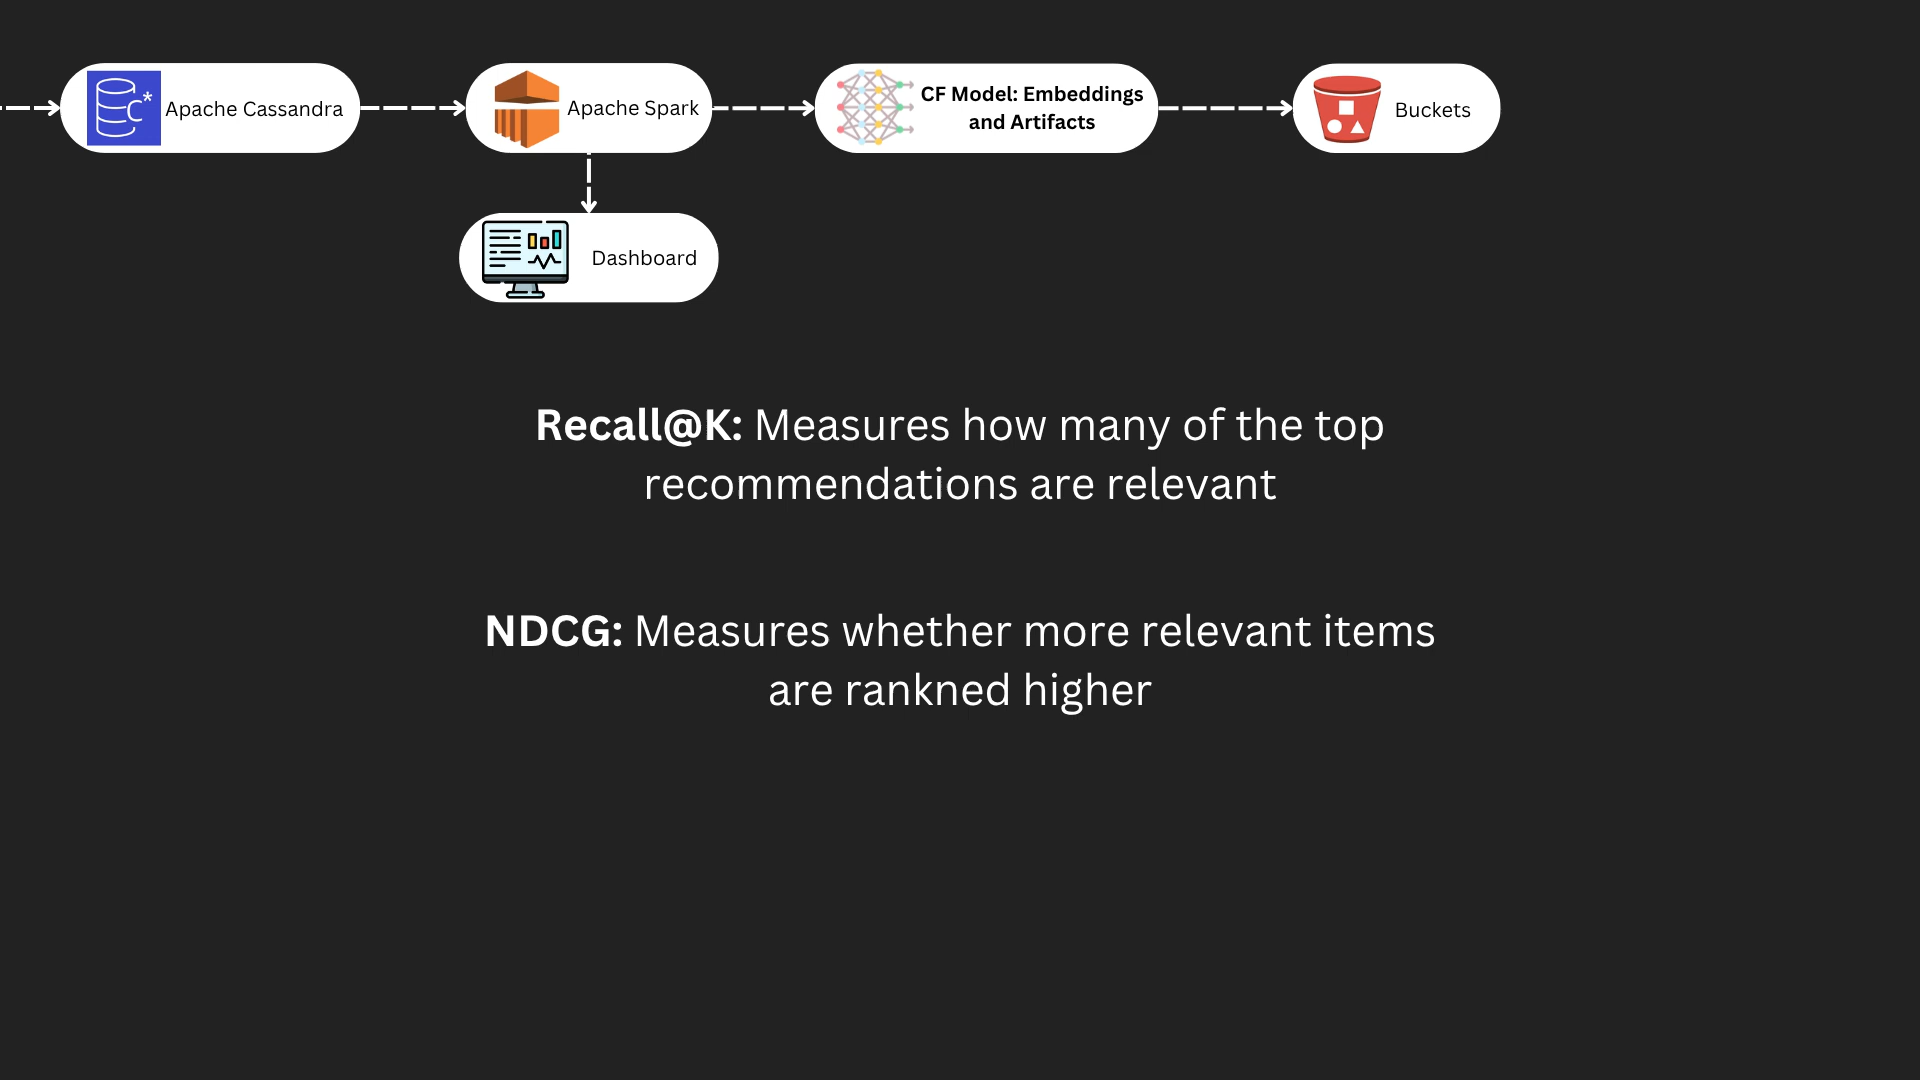 Apache Cassandra
Apache Spark
CF Model: Embeddings
and Artifacts
Buckets
Dashboard
Recall@K: Measures how many of the top
recommendations are relevant
NDCG: Measures whether more relevant items
are rankned higher